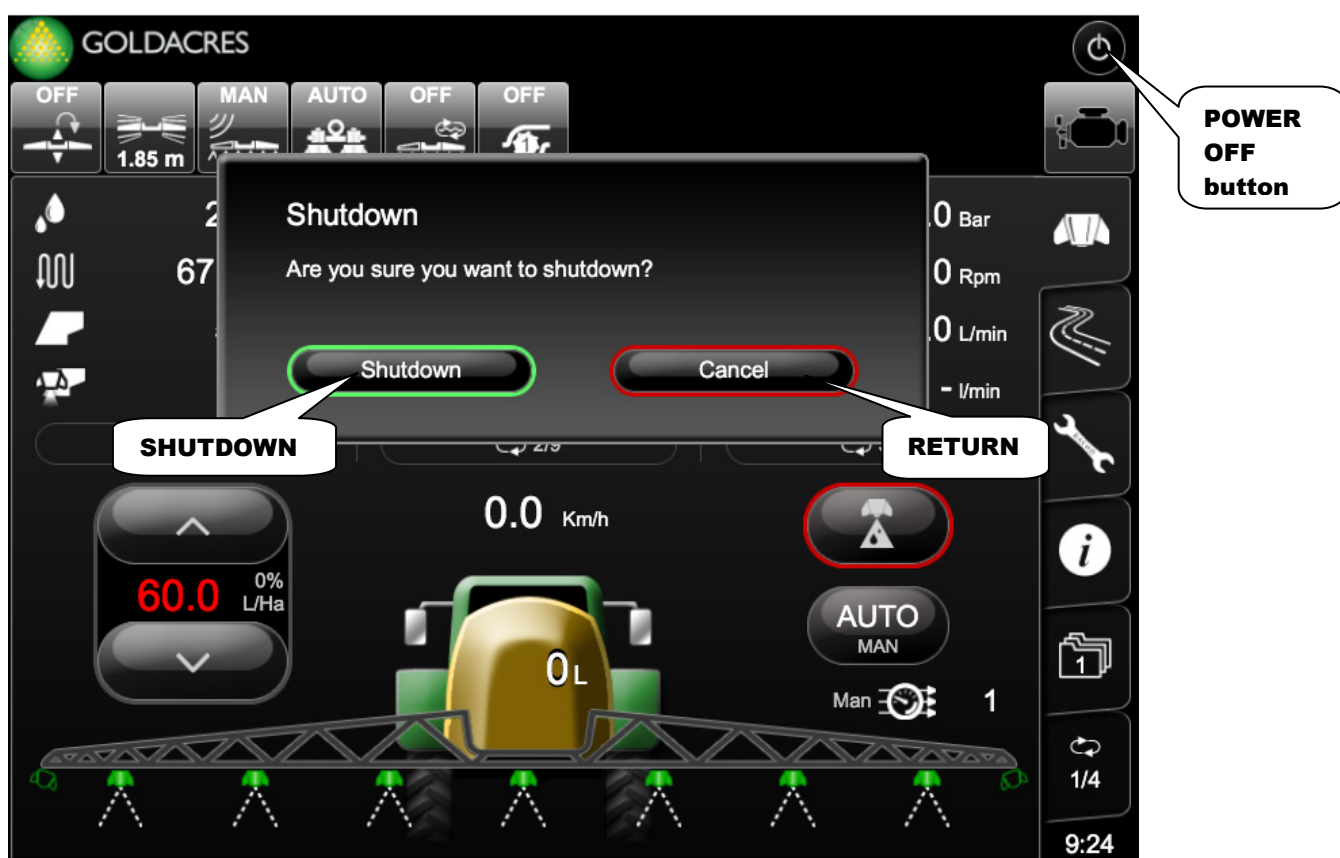 GOLDACRES
OFF
MAN
AUTO
OFF
OFF
1.85 m
POWER
OFF
button
Shutdown
Are you sure you want to shutdown?
Shutdown
Cancel
SHUTDOWN
RETURN
2
67
0 Bar
0 Rpm
.0 L/min
- l/min
2/9
0.0 Km/h
60.0
0%
L/Ha
AUTO
MAN
0 L
Man
1
1
1/4
9:24